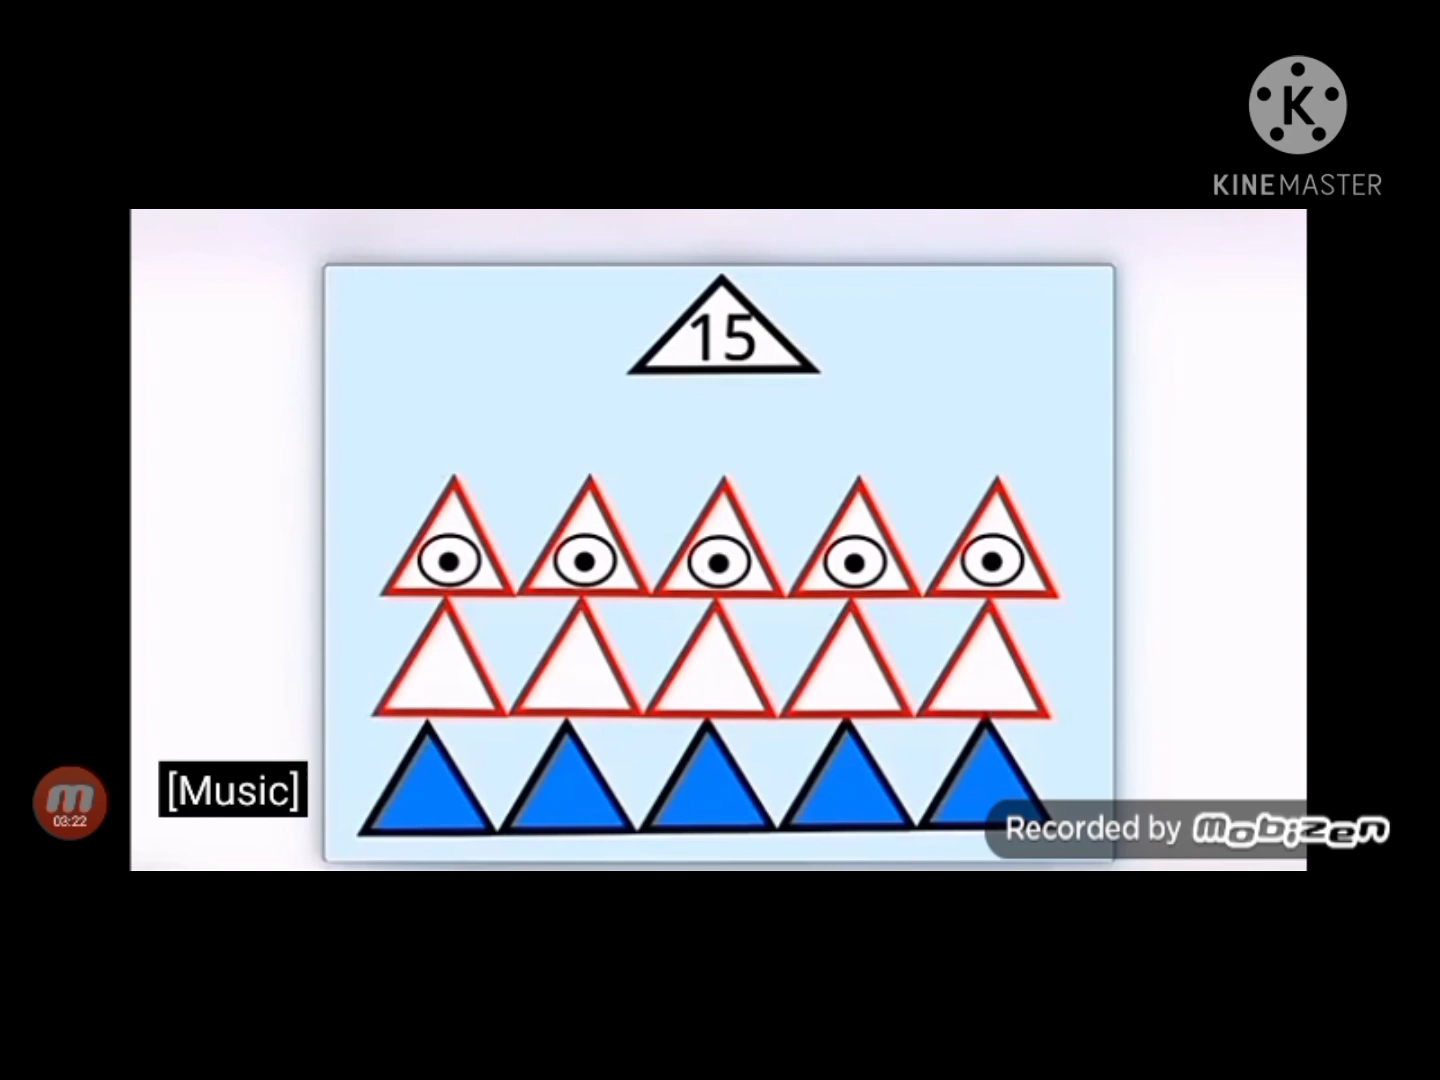 K
KINEMASTER
15
[Music]
03:22
Recorded by mobizen